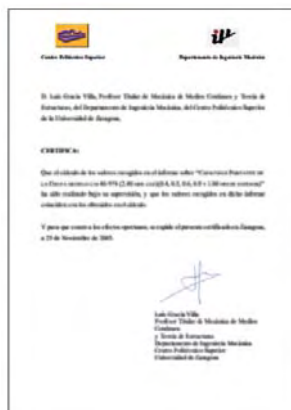 Centro Politécnico Superior
Departamento de Ingeniería Mecánica
D. Luis Gracia Villa, Profesor Titular de Mecánica de Medios Continuos y Teoría de
Estructuras, del Departamento de Ingeniería Mecánica, del Centro Politécnico Superior
de la Universidad de Zaragoza,
CERTIFICA:
Que el cálculo de los valores recogidos en el informe sobre
ha sido realizado bajo su supervisión, y que los valores recogidos en dicho informe
coinciden con los obtenidos en el cálculo.
Y para que consten a los efectos oportunos, se expide el presente certificado en Zaragoza,
a 25 de Noviembre de
Luis Gracia Villa
Profesor Titular de Mecánica de Medios
Continuos
y Teoría de Estructuras
Departamento de Ingeniería Mecánica
Centro Politécnico Superior
Universidad de Zaragoza